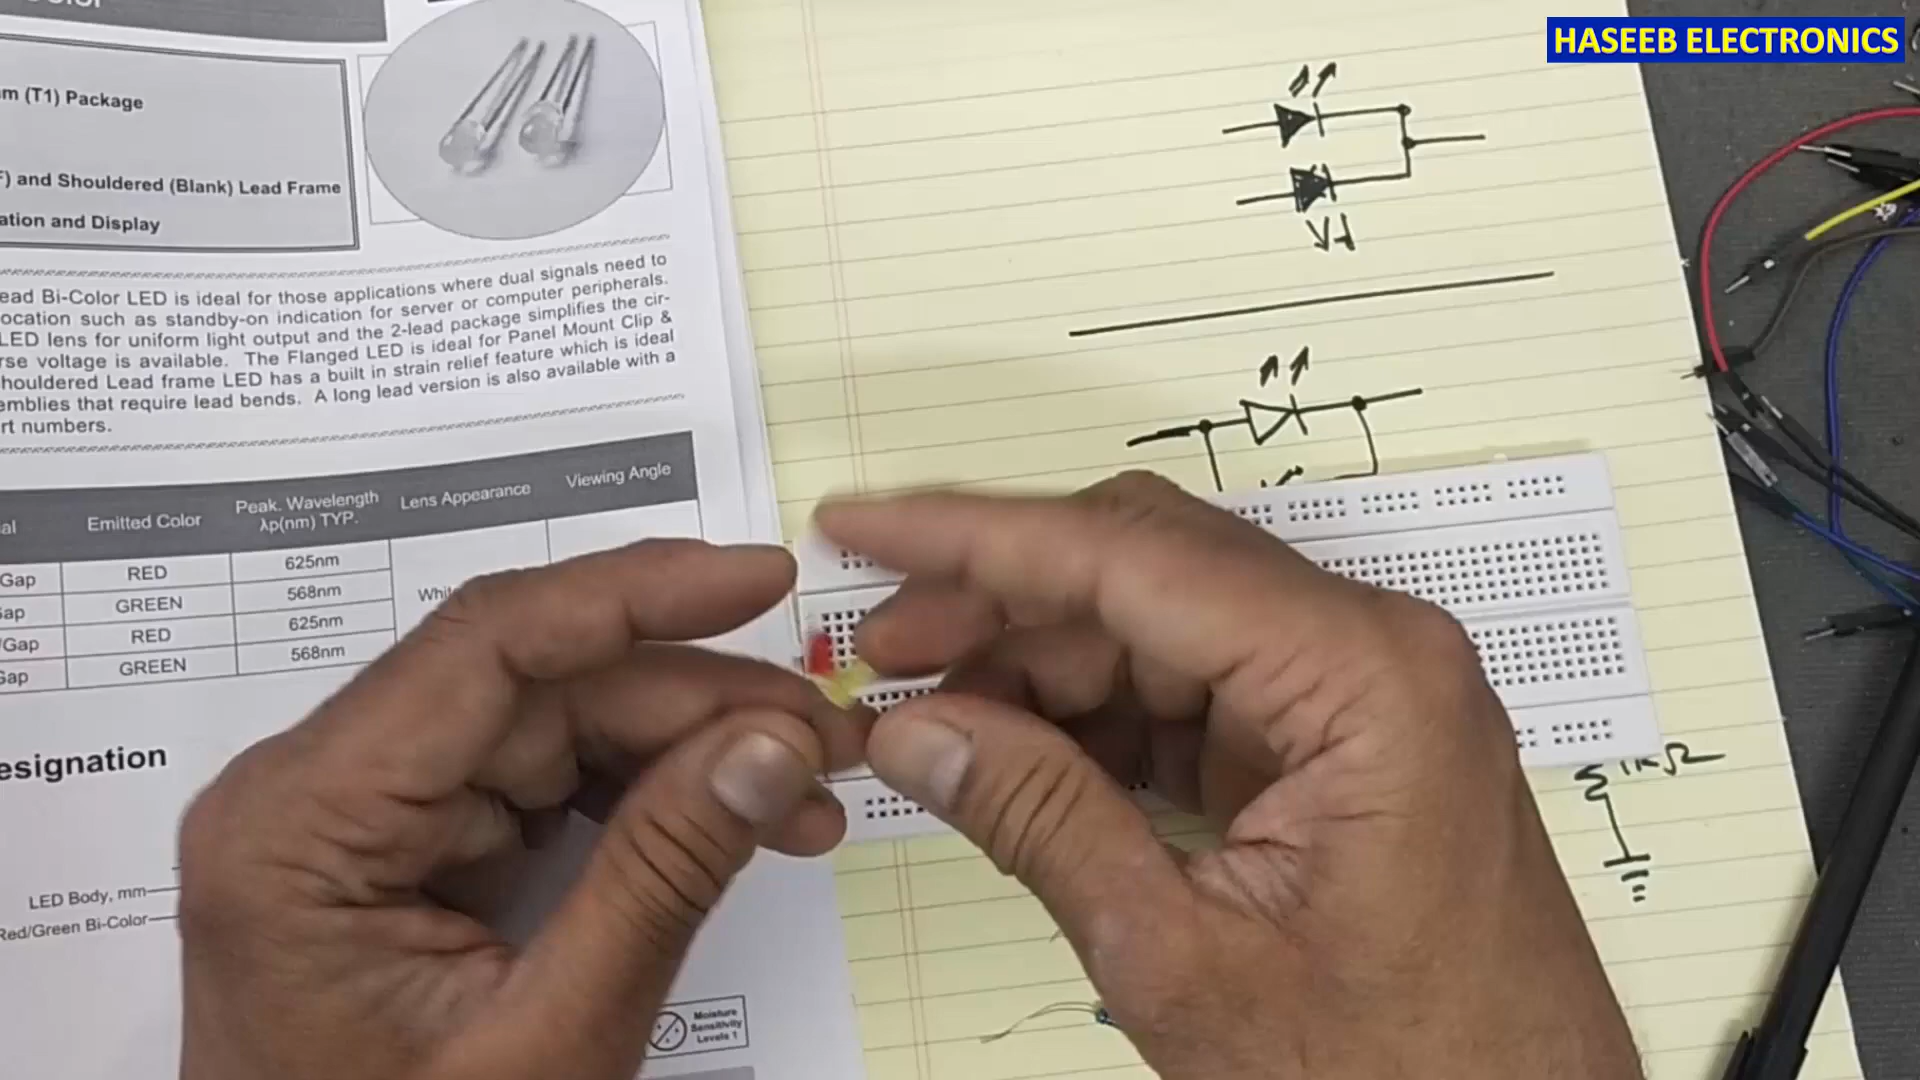 HASEEB ELECTRONICS
m (T1) Package
) and Shouldered (Blank) Lead Frame
ation and Display
ead Bi-Color LED is ideal for those applications where dual signals need to
ocation such as standby-on indication for server or computer peripherals.
LED lens for uniform light output and the 2-lead package simplifies the cir-
rse voltage is available. The Flanged LED is ideal for Panel Mount Clip &
houldered Lead frame LED has a built in strain relief feature which is ideal
emblies that require lead bends. A long lead version is also available with a
rt numbers.
al Emitted Color Peak. Wavelength λp(nm) TYP. Lens Appearance Viewing Angle
Gap RED 625nm
ap GREEN 568nm Whit
/Gap RED 625nm
Gap GREEN 568nm
esignation
LED Body, mm
Red/Green Bi-Color
Moisture
Sensitivity
Levels 1
1KΩ